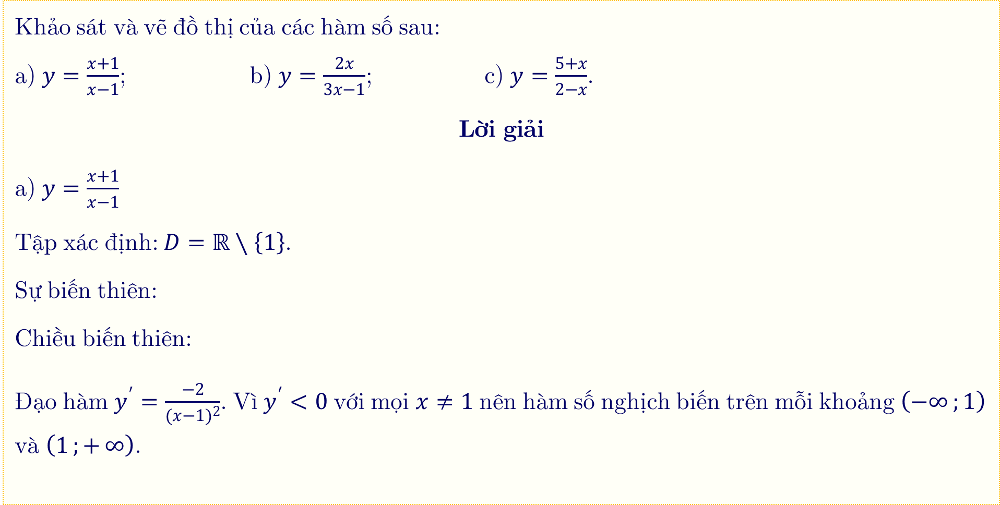 Khảo sát và vẽ đồ thị của các hàm số sau:
a) $y = \frac{x+1}{x-1}$; b) $y = \frac{2x}{3x-1}$; c) $y = \frac{5+x}{2-x}$.
Lời giải
a) $y = \frac{x+1}{x-1}$
Tập xác định: $D = \mathbb{R} \setminus \{1\}$.
Sự biến thiên:
Chiều biến thiên:
Đạo hàm $y' = \frac{-2}{(x-1)^2}$. Vì $y' < 0$ với mọi $x \neq 1$ nên hàm số nghịch biến trên mỗi khoảng $(-\infty ; 1)$
và $(1 ; +\infty)$.